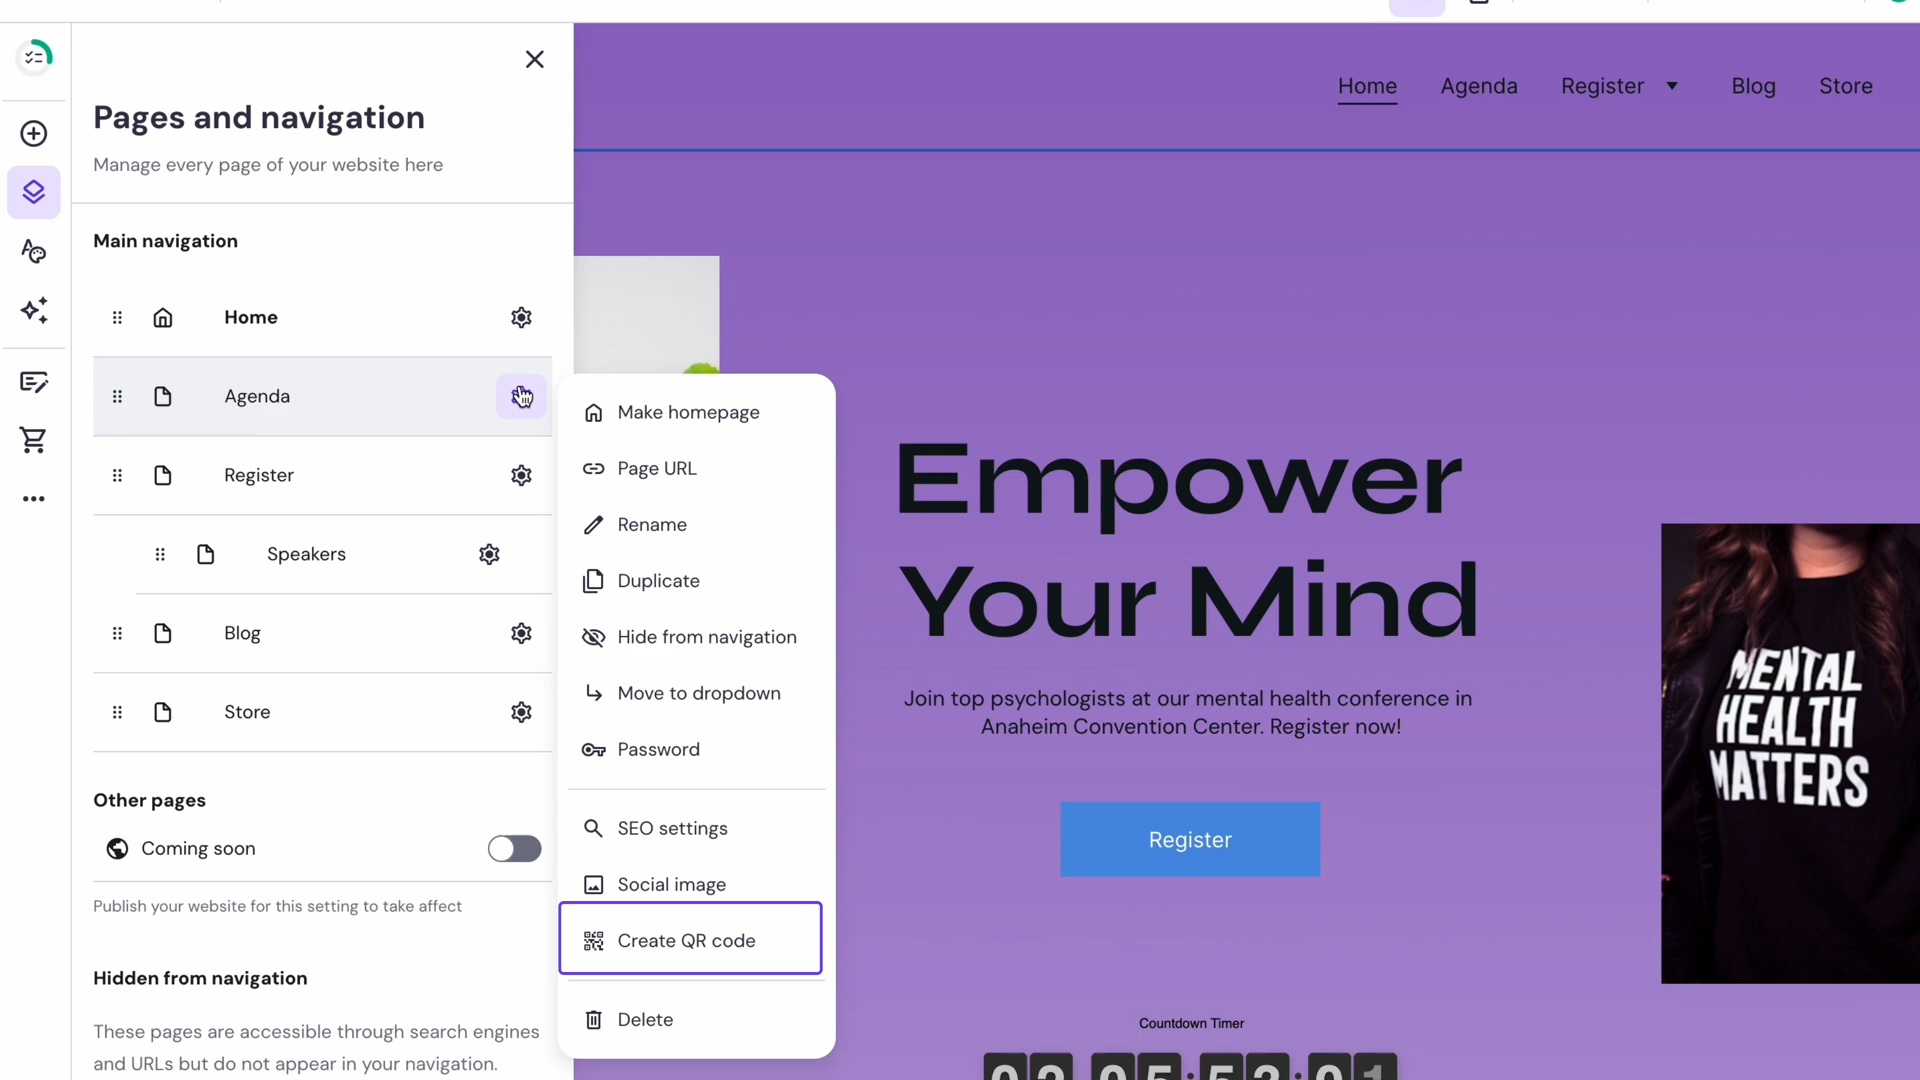 Pages and navigation
Manage every page of your website here
Main navigation
Home
Agenda
Register
Speakers
Blog
Store
Other pages
Coming soon
Publish your website for this setting to take affect
Hidden from navigation
These pages are accessible through search engines
and URLs but do not appear in your navigation.
Make homepage
Page URL
Rename
Duplicate
Hide from navigation
Move to dropdown
Password
SEO settings
Social image
Create QR code
Delete
Home Agenda Register Blog Store
Empower
Your Mind
Join top psychologists at our mental health conference in
Anaheim Convention Center. Register now!
Register
MENTAL
HEALTH
MATTERS
Countdown Timer